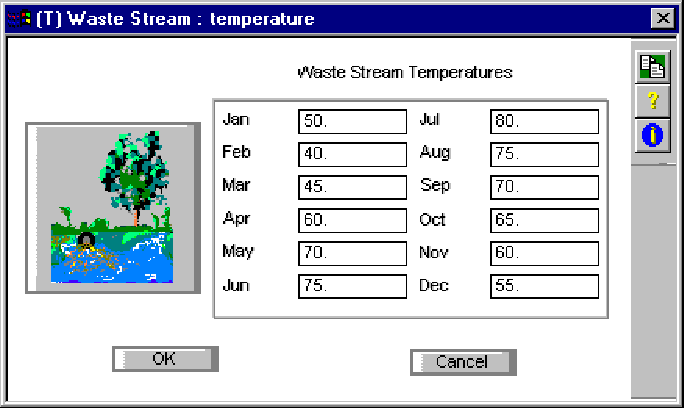 (T) Waste Stream : temperature
Waste Stream Temperatures
Jan 50. Jul 80.
Feb 40. Aug 75.
Mar 45. Sep 70.
Apr 60. Oct 65.
May 70. Nov 60.
Jun 75. Dec 55.
OK Cancel